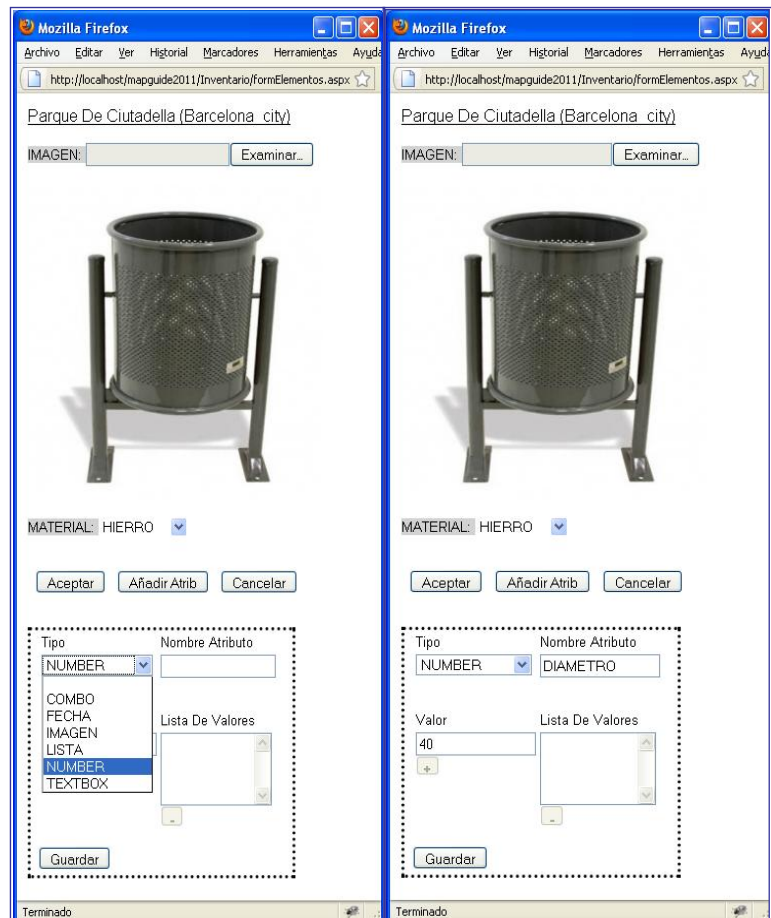 Mozilla Firefox
Archivo Editar Ver Historial Marcadores Herramientas Ayuda
http://localhost/mapguide2011/Inventario/formElementos.aspx
Parque De Ciutadella (Barcelona_city)
IMAGEN: Examinar...
MATERIAL: HIERRO
Aceptar Añadir Atrib Cancelar
Tipo Nombre Atributo
NUMBER
COMBO
FECHA
IMAGEN
LISTA
NUMBER
TEXTBOX
Lista De Valores
-
Guardar
Terminado
Mozilla Firefox
Archivo Editar Ver Historial Marcadores Herramientas Ayuda
http://localhost/mapguide2011/Inventario/formElementos.aspx
Parque De Ciutadella (Barcelona_city)
IMAGEN: Examinar...
MATERIAL: HIERRO
Aceptar Añadir Atrib Cancelar
Tipo Nombre Atributo
NUMBER DIAMETRO
Valor Lista De Valores
40
+
-
Guardar
Terminado